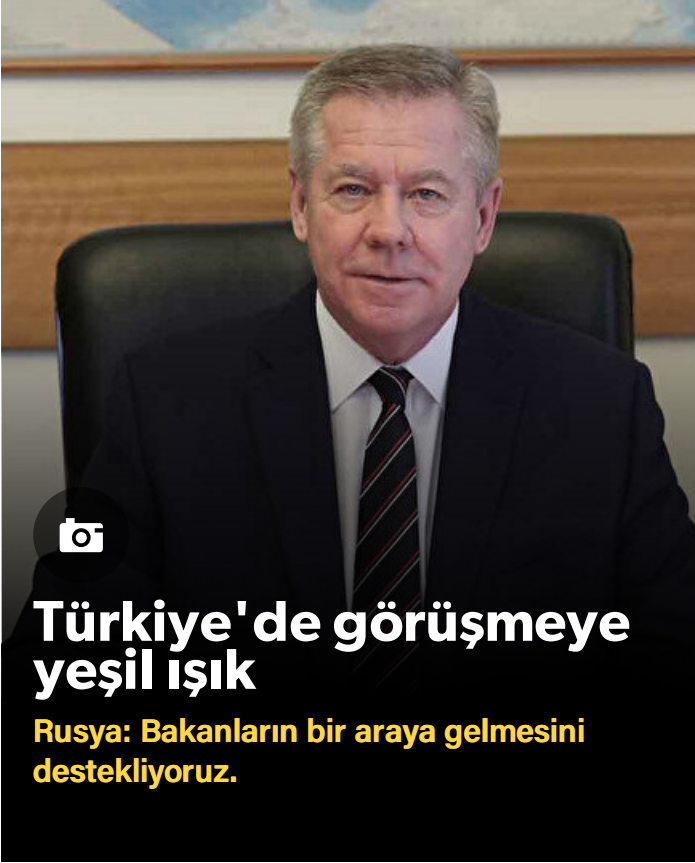 Türkiye'de görüşmeye
yeşil ışık
Rusya: Bakanların bir araya gelmesini
destekliyoruz.